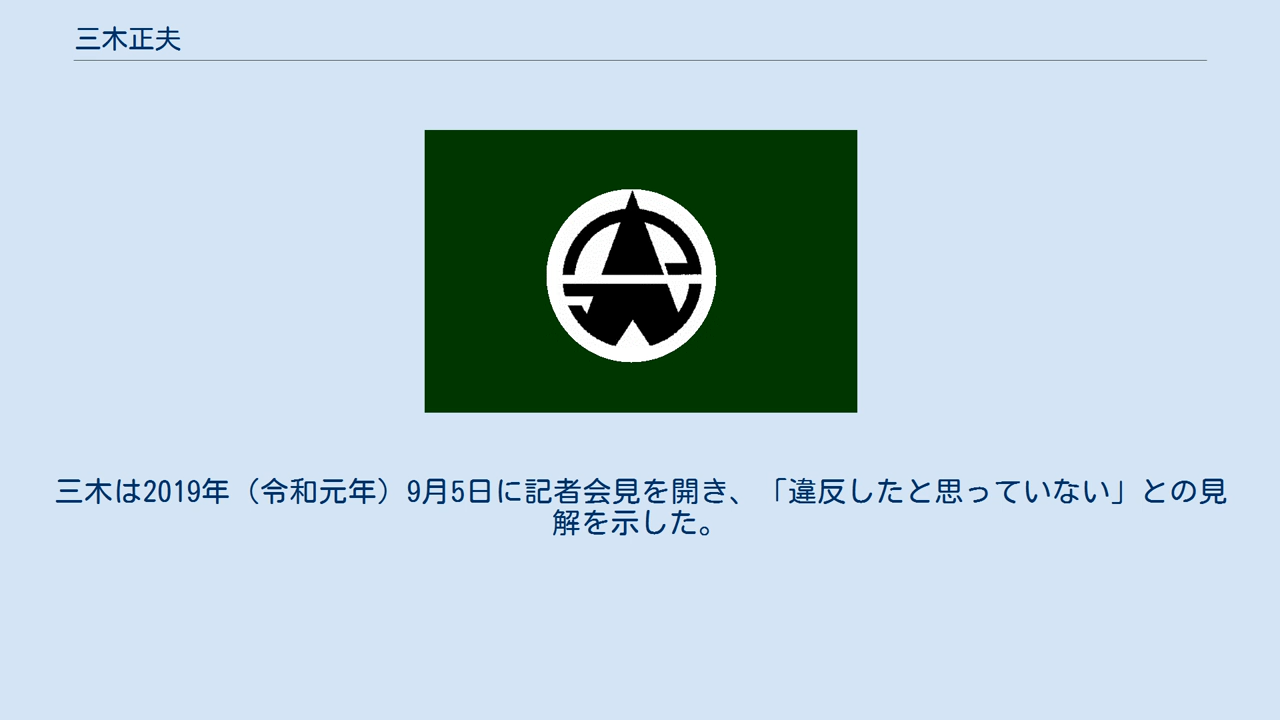 三木正夫
三木は2019年（令和元年）9月5日に記者会見を開き、「違反したと思っていない」との見
解を示した。